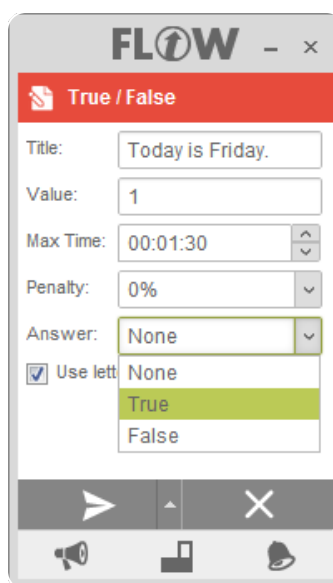 FLOW
True / False
Title: Today is Friday.
Value: 1
Max Time: 00:01:30
Penalty: 0%
Answer: None
Use lett
None
True
False